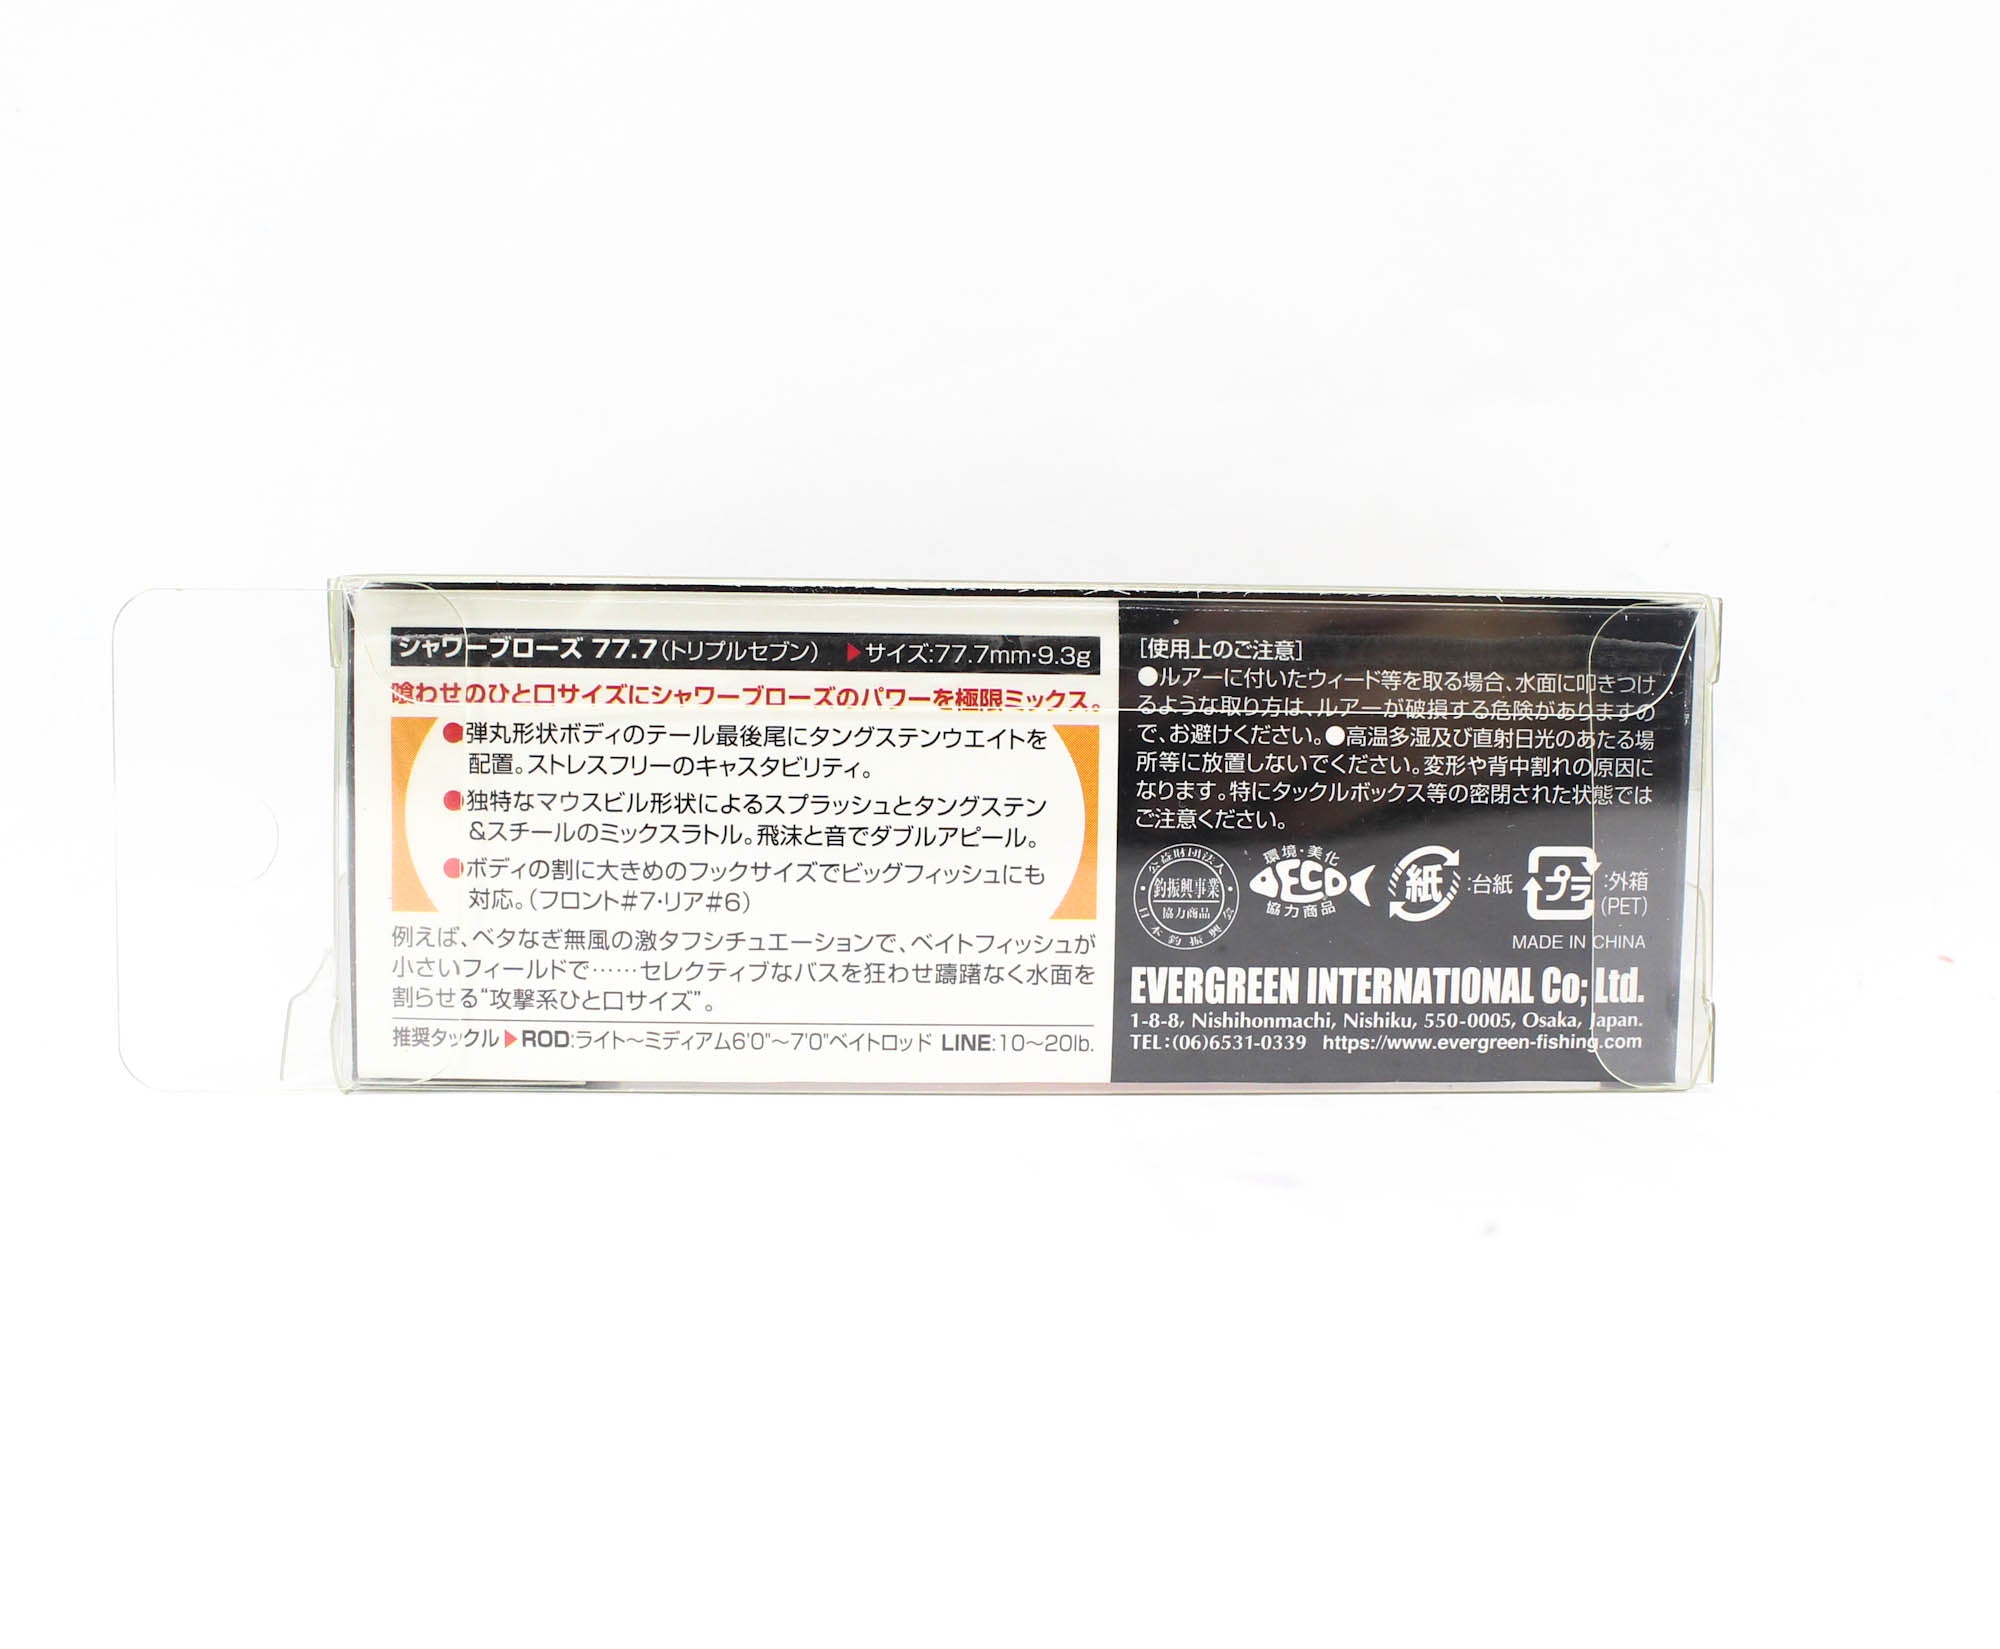 シャワーブローズ 77.7(トリプルセブン) ▶サイズ:77.7mm・9.3g
喰わせのひと口サイズにシャワーブローズのパワーを極限ミックス。
●弾丸形状ボディのテール最後尾にタングステンウエイトを
配置。ストレスフリーのキャスタビリティ。
●独特なマウスビル形状によるスプラッシュとタングステン
&スチールのミックスラトル。飛沫と音でダブルアピール。
●ボディの割に大きめのフックサイズでビッグフィッシュにも
対応。(フロント#7・リア#6)
例えば、ベタなぎ無風の激タフシチュエーションで、ベイトフィッシュが
小さいフィールドで……セレクティブなバスを狂わせ躊躇なく水面を
割らせる“攻撃系ひと口サイズ”。
推奨タックル▶ROD:ライト〜ミディアム6'0"〜7'0"ベイトロッド LINE:10〜20lb.
[使用上のご注意]
●ルアーに付いたウィード等を取る場合、水面に叩きつけ
るような取り方は、ルアーが破損する危険がありますの
で、お避けください。●高温多湿及び直射日光のあたる場
所等に放置しないでください。変形や背中割れの原因に
なります。特にタックルボックス等の密閉された状態では
ご注意ください。
公益財団法人
釣振興事業
協力商品
日本釣振興会
環境・美化
ECO
協力商品
紙:台紙
プラ:外箱
(PET)
MADE IN CHINA
EVERGREEN INTERNATIONAL Co; Ltd.
1-8-8, Nishihonmachi, Nishiku, 550-0005, Osaka, Japan.
TEL:(06)6531-0339 https://www.evergreen-fishing.com